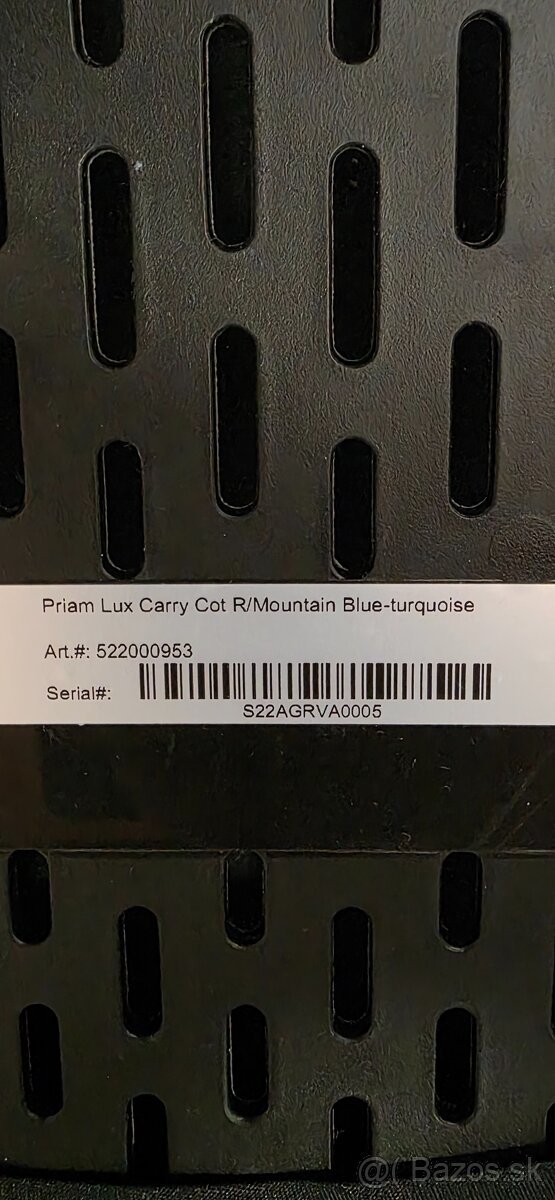 Priam Lux Carry Cot R/Mountain Blue-turquoise
Art.#: 522000953
Serial#:
S22AGRVA0005
@( Bazos.sk